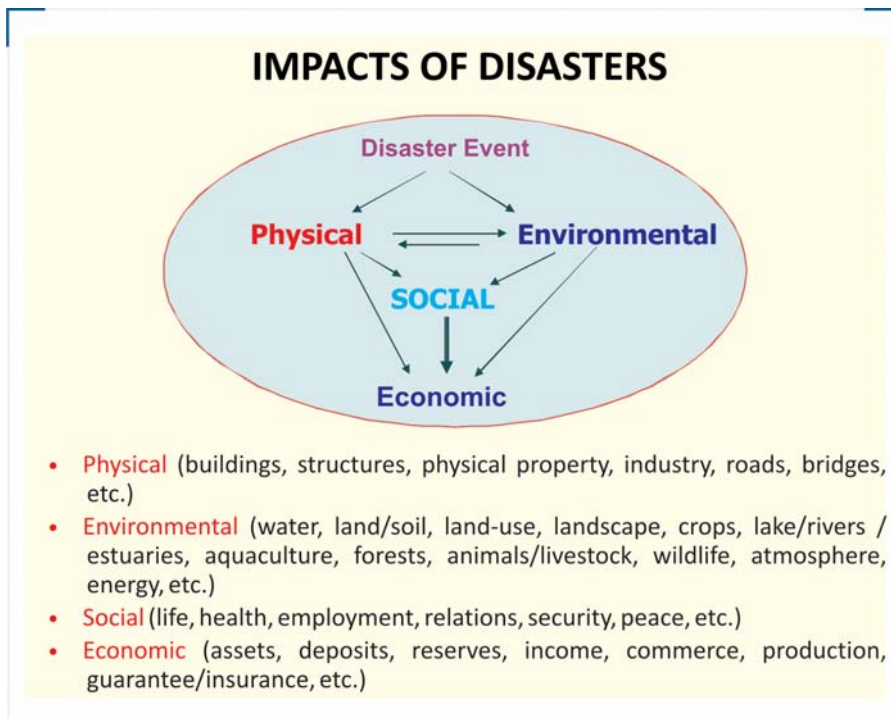 IMPACTS OF DISASTERS
Disaster Event
Physical
Environmental
SOCIAL
Economic
• Physical (buildings, structures, physical property, industry, roads, bridges,
etc.)
• Environmental (water, land/soil, land-use, landscape, crops, lake/rivers /
estuaries, aquaculture, forests, animals/livestock, wildlife, atmosphere,
energy, etc.)
• Social (life, health, employment, relations, security, peace, etc.)
• Economic (assets, deposits, reserves, income, commerce, production,
guarantee/insurance, etc.)